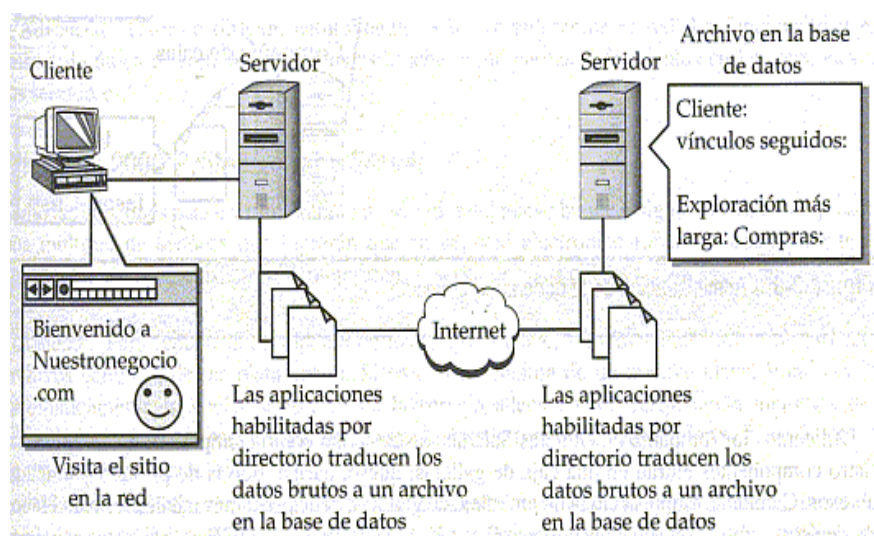 Cliente
Servidor
Servidor
Archivo en la base
de datos
Cliente:
vínculos seguidos:
Exploración más
larga: Compras:
Bienvenido a
Nuestronegocio
.com
Internet
Visita el sitio
en la red
Las aplicaciones
habilitadas por
directorio traducen los
datos brutos a un archivo
en la base de datos
Las aplicaciones
habilitadas por
directorio traducen los
datos brutos a un archivo
en la base de datos